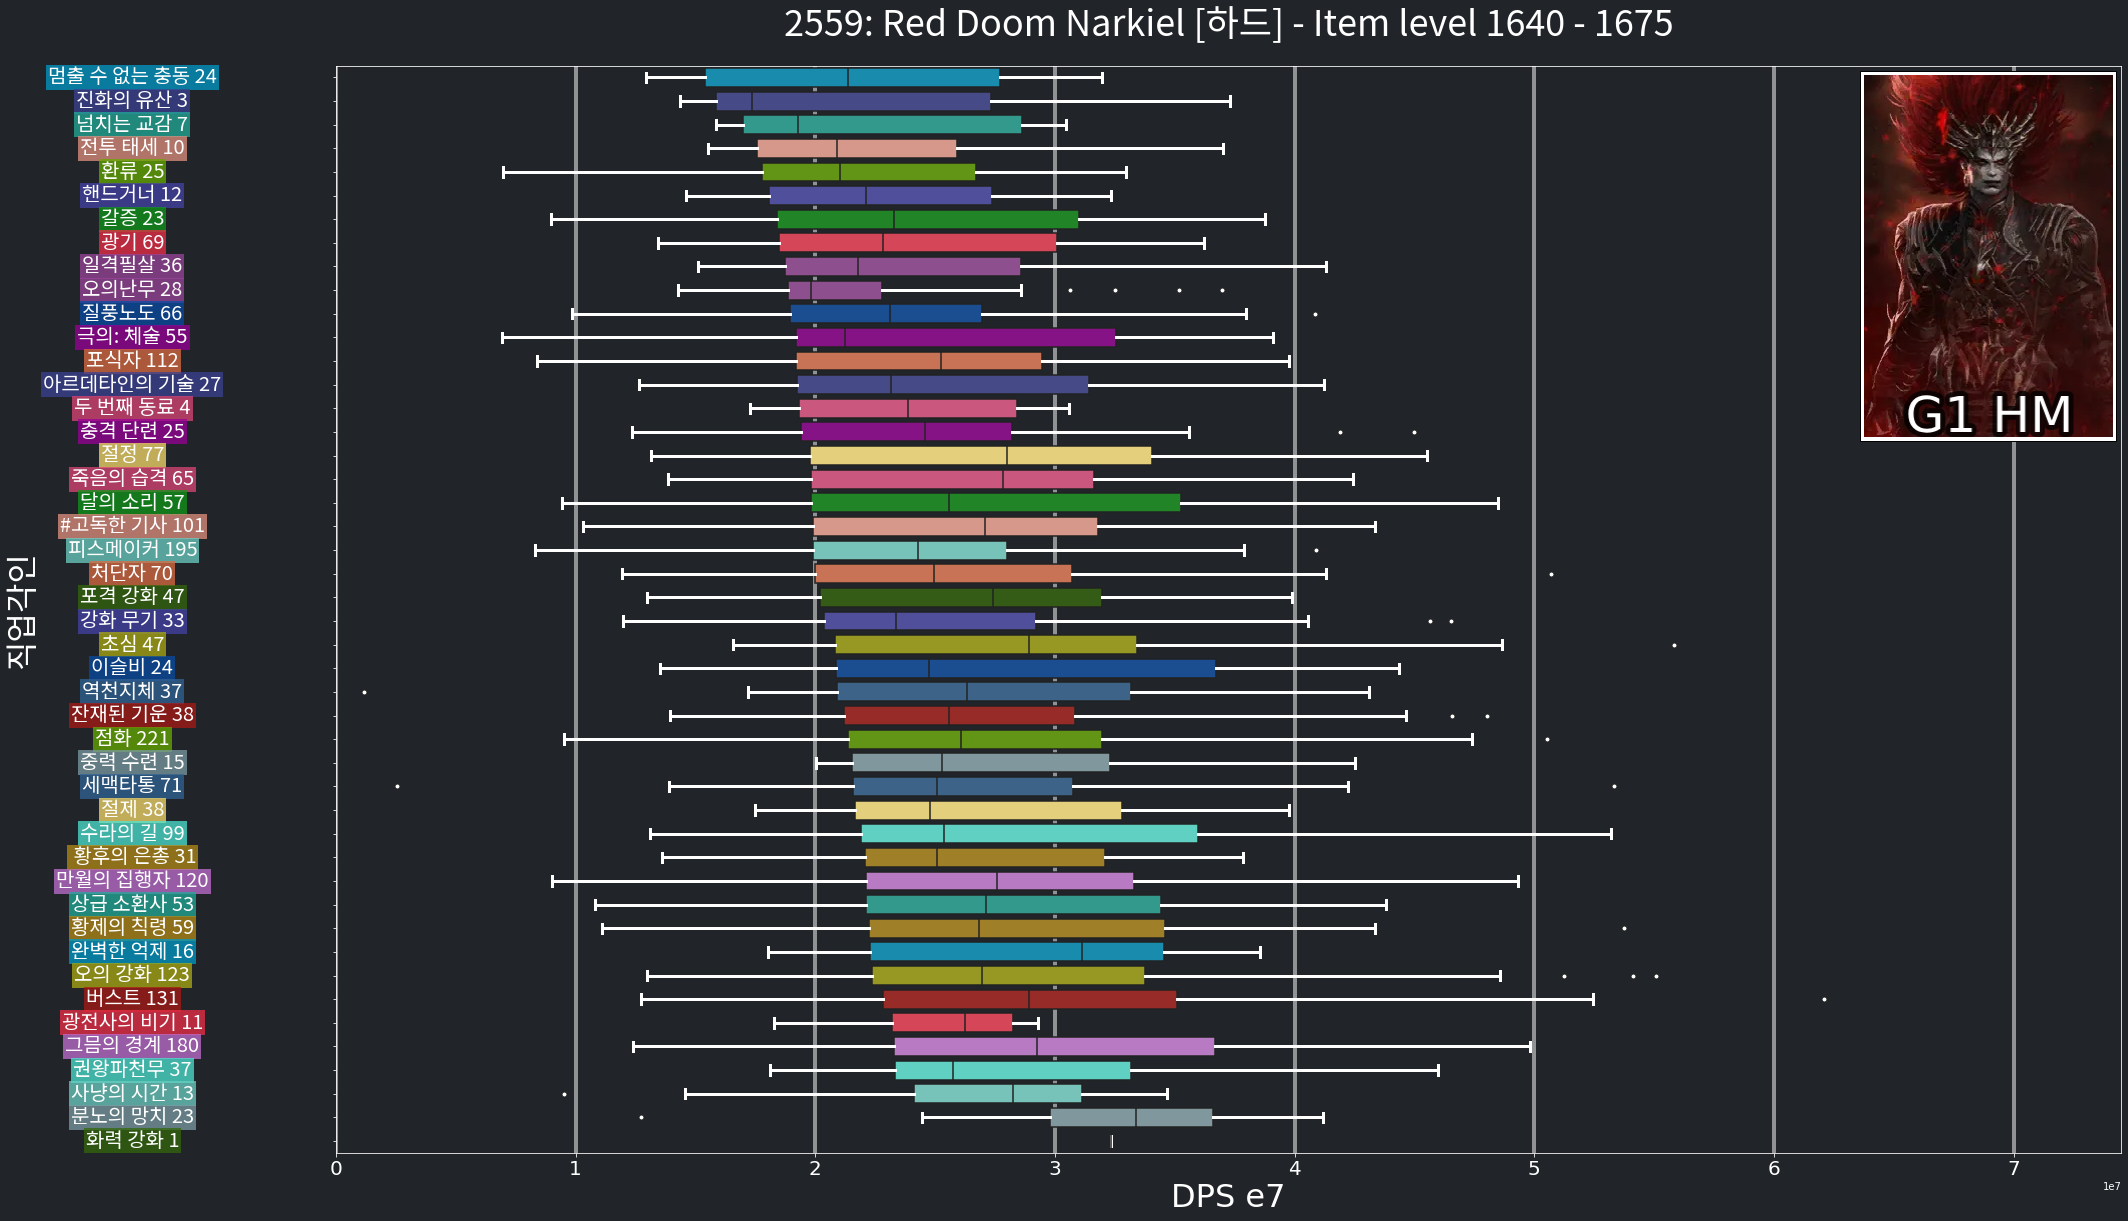 2559: Red Doom Narkiel [하드] - Item level 1640 - 1675
멈출 수 없는 충동 24
진화의 유산 3
넘치는 교감 7
전투 태세 10
환류 25
핸드거너 12
갈증 23
광기 69
일격필살 36
오의난무 28
질풍노도 66
극의: 체술 55
포식자 112
아르데타인의 기술 27
두 번째 동료 4
충격 단련 25
절정 77
죽음의 습격 65
달의 소리 57
#고독한 기사 101
피스메이커 195
처단자 70
포격 강화 47
강화 무기 33
초심 47
이슬비 24
역천지체 37
잔재된 기운 38
점화 221
중력 수련 15
세맥타통 71
절제 38
수라의 길 99
황후의 은총 31
만월의 집행자 120
상급 소환사 53
황제의 칙령 59
완벽한 억제 16
오의 강화 123
버스트 131
광전사의 비기 11
그믐의 경계 180
권왕파천무 37
사냥의 시간 13
분노의 망치 23
화력 강화 1
직업각인
G1 HM
0 1 2 3 4 5 6 7
1e7
DPS e7